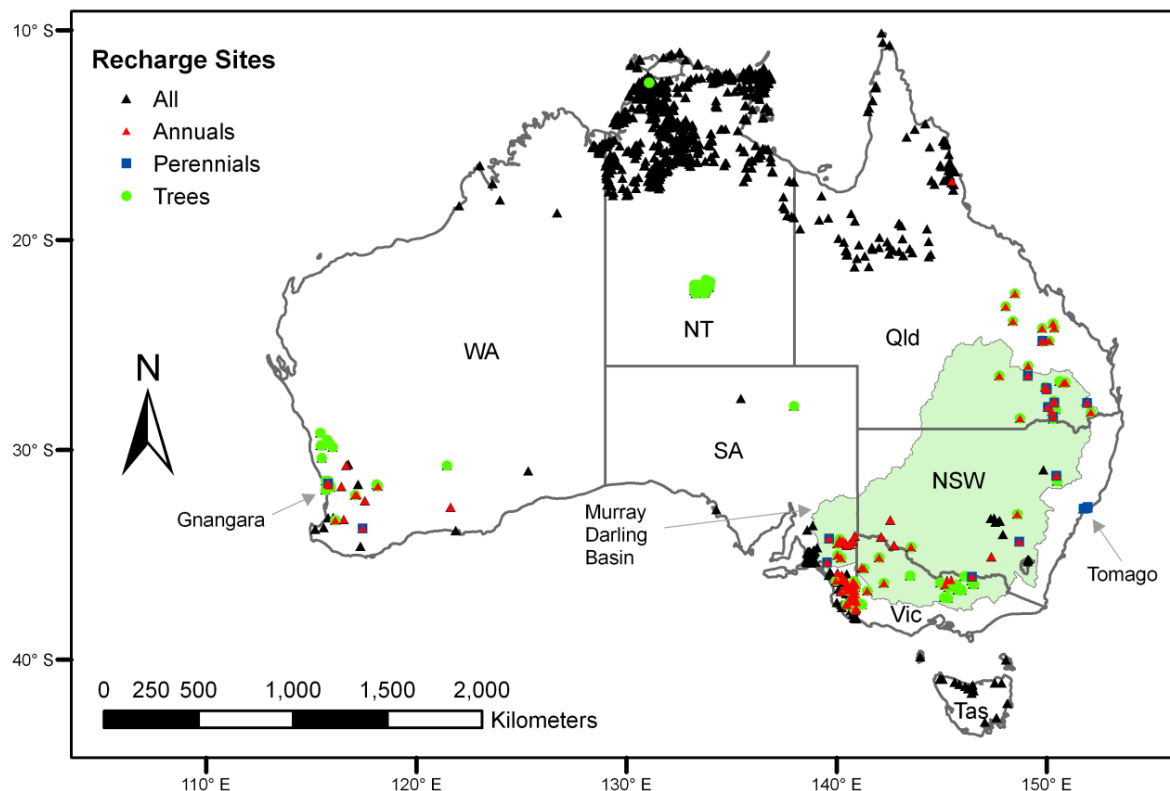 10° S
20° S
30° S
40° S
Recharge Sites
All
Annuals
Perennials
Trees
N
WA
NT
Qld
SA
NSW
Vic
Tas
Gnangara
Murray
Darling
Basin
Tomago
0 250 500 1,000 1,500 2,000
Kilometers
110° E 120° E 130° E 140° E 150° E